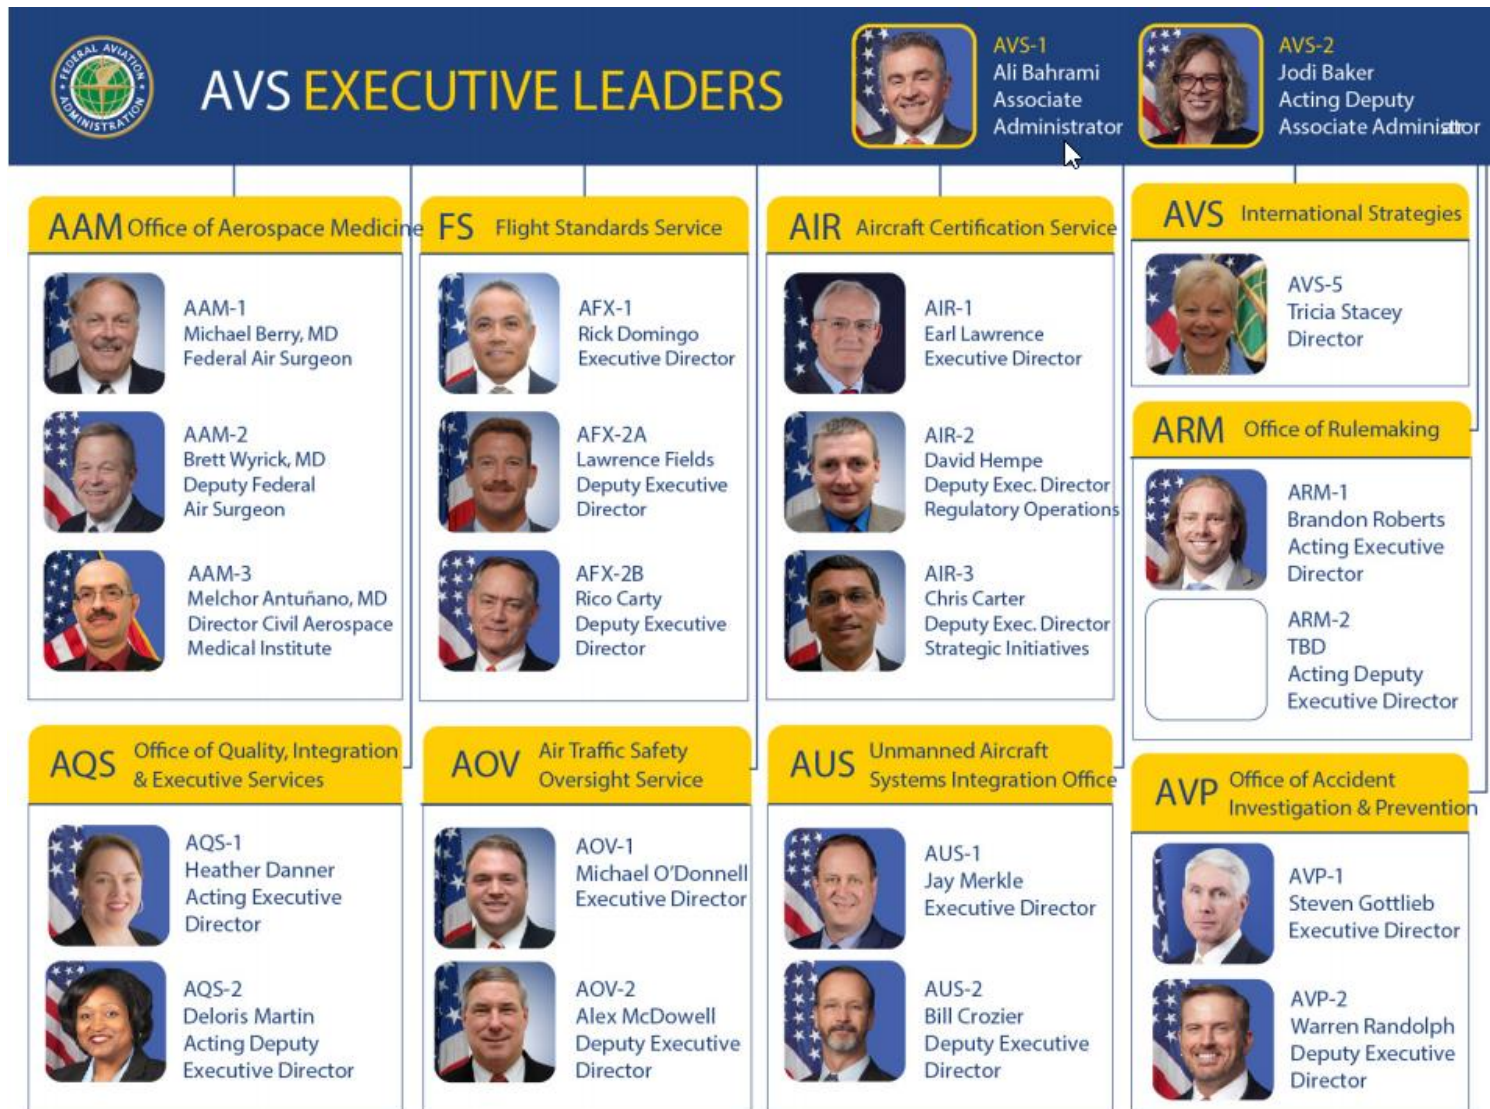 FEDERAL AVIATION
ADMINISTRATION
AVS EXECUTIVE LEADERS
AVS-1
Ali Bahrami
Associate
Administrator
AVS-2
Jodi Baker
Acting Deputy
Associate Administrator
AAM Office of Aerospace Medicine
AAM-1
Michael Berry, MD
Federal Air Surgeon
AAM-2
Brett Wyrick, MD
Deputy Federal
Air Surgeon
AAM-3
Melchor Antuñano, MD
Director Civil Aerospace
Medical Institute
FS Flight Standards Service
AFX-1
Rick Domingo
Executive Director
AFX-2A
Lawrence Fields
Deputy Executive
Director
AFX-2B
Rico Carty
Deputy Executive
Director
AIR Aircraft Certification Service
AIR-1
Earl Lawrence
Executive Director
AIR-2
David Hempe
Deputy Exec. Director
Regulatory Operations
AIR-3
Chris Carter
Deputy Exec. Director
Strategic Initiatives
AVS International Strategies
AVS-5
Tricia Stacey
Director
ARM Office of Rulemaking
ARM-1
Brandon Roberts
Acting Executive
Director
ARM-2
TBD
Acting Deputy
Executive Director
AQS Office of Quality, Integration
& Executive Services
AQS-1
Heather Danner
Acting Executive
Director
AQS-2
Deloris Martin
Acting Deputy
Executive Director
AOV Air Traffic Safety
Oversight Service
AOV-1
Michael O'Donnell
Executive Director
AOV-2
Alex McDowell
Deputy Executive
Director
AUS Unmanned Aircraft
Systems Integration Office
AUS-1
Jay Merkle
Executive Director
AUS-2
Bill Crozier
Deputy Executive
Director
AVP Office of Accident
Investigation & Prevention
AVP-1
Steven Gottlieb
Executive Director
AVP-2
Warren Randolph
Deputy Executive
Director